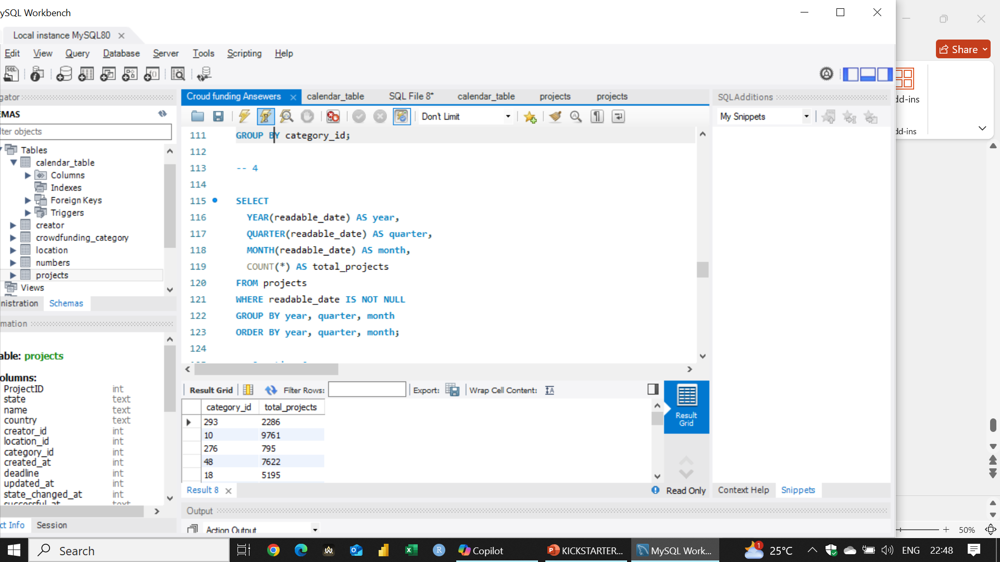 ySQL Workbench
Local instance MySQL80
Edit View Query Database Server Tools Scripting Help
Share
dd-ins
dd-ins
gator
EMAS
lter objects
Tables
calendar_table
Columns
Indexes
Foreign Keys
Triggers
creator
crowdfunding_category
location
numbers
projects
Views
nistration Schemas
mation
able: projects
olumns:
ProjectID int
state text
name text
country text
creator_id int
location_id int
category_id int
created_at int
deadline int
updated_at int
state_changed_at int
successful_at text
ct Info Session
Croud funding Ansewers calendar_table SQL File 8* calendar_table projects projects
Don't Limit
111 GROUP BY category_id;
112
113 -- 4
114
115 SELECT
116 YEAR(readable_date) AS year,
117 QUARTER(readable_date) AS quarter,
118 MONTH(readable_date) AS month,
119 COUNT(*) AS total_projects
120 FROM projects
121 WHERE readable_date IS NOT NULL
122 GROUP BY year, quarter, month
123 ORDER BY year, quarter, month;
124
Result Grid Filter Rows: Export: Wrap Cell Content:
category_id total_projects
293 2286
10 9761
276 795
48 7622
18 5195
Result Grid
Result 8
Read Only
Output
Action Output
SQLAdditions
My Snippets
Context Help Snippets
50%
Search
Copilot
KICKSTARTER...
MySQL Work...
1
25°C
ENG
22:48